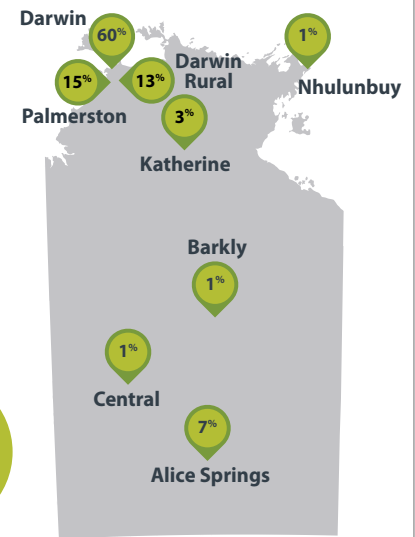 Darwin
60%
1%
15%
13%
Darwin
Rural
Nhulunbuy
Palmerston
3%
Katherine
Barkly
1%
1%
Central
7%
Alice Springs